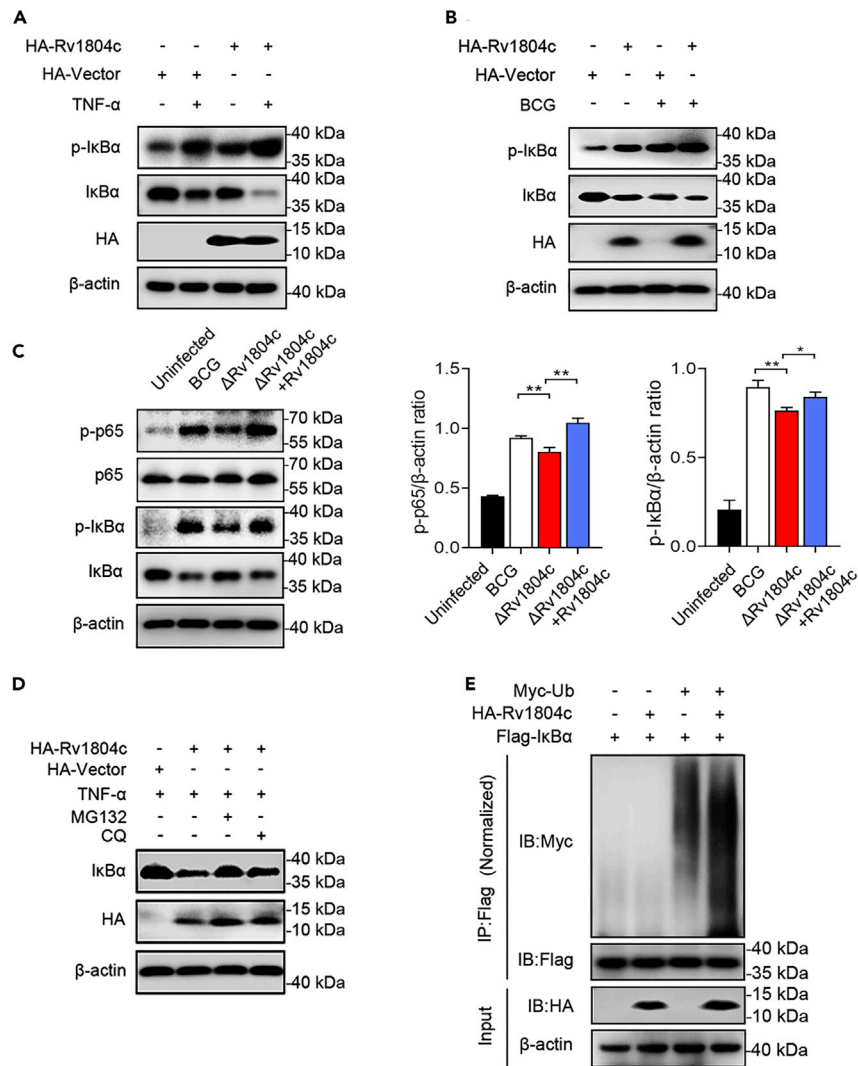 A
HA-Rv1804c - - + +
HA-Vector + + - -
TNF-α - + - +
p-IκBα
40 kDa
35 kDa
IκBα
40 kDa
35 kDa
HA
15 kDa
10 kDa
β-actin
40 kDa
B
HA-Rv1804c - + - +
HA-Vector + - + -
BCG - - + +
p-IκBα
40 kDa
35 kDa
IκBα
40 kDa
35 kDa
HA
15 kDa
10 kDa
β-actin
40 kDa
C
Uninfected
BCG
ΔRv1804c
ΔRv1804c
+Rv1804c
p-p65
70 kDa
55 kDa
p65
70 kDa
55 kDa
p-IκBα
40 kDa
35 kDa
IκBα
40 kDa
35 kDa
β-actin
40 kDa
p-p65/β-actin ratio
1.5
1.0
0.5
0.0
** **
Uninfected
BCG
ΔRv1804c
ΔRv1804c
+Rv1804c
p-IκBα/β-actin ratio
1.0
0.5
0.0
** *
Uninfected
BCG
ΔRv1804c
ΔRv1804c
+Rv1804c
D
HA-Rv1804c - + + +
HA-Vector + - - -
TNF-α + + + +
MG132 - - + -
CQ - - - +
IκBα
40 kDa
35 kDa
HA
15 kDa
10 kDa
β-actin
40 kDa
E
Myc-Ub - - + +
HA-Rv1804c - + - +
Flag-IκBα + + + +
IP:Flag (Normalized)
IB:Myc
IB:Flag
40 kDa
35 kDa
Input
IB:HA
15 kDa
10 kDa
β-actin
40 kDa